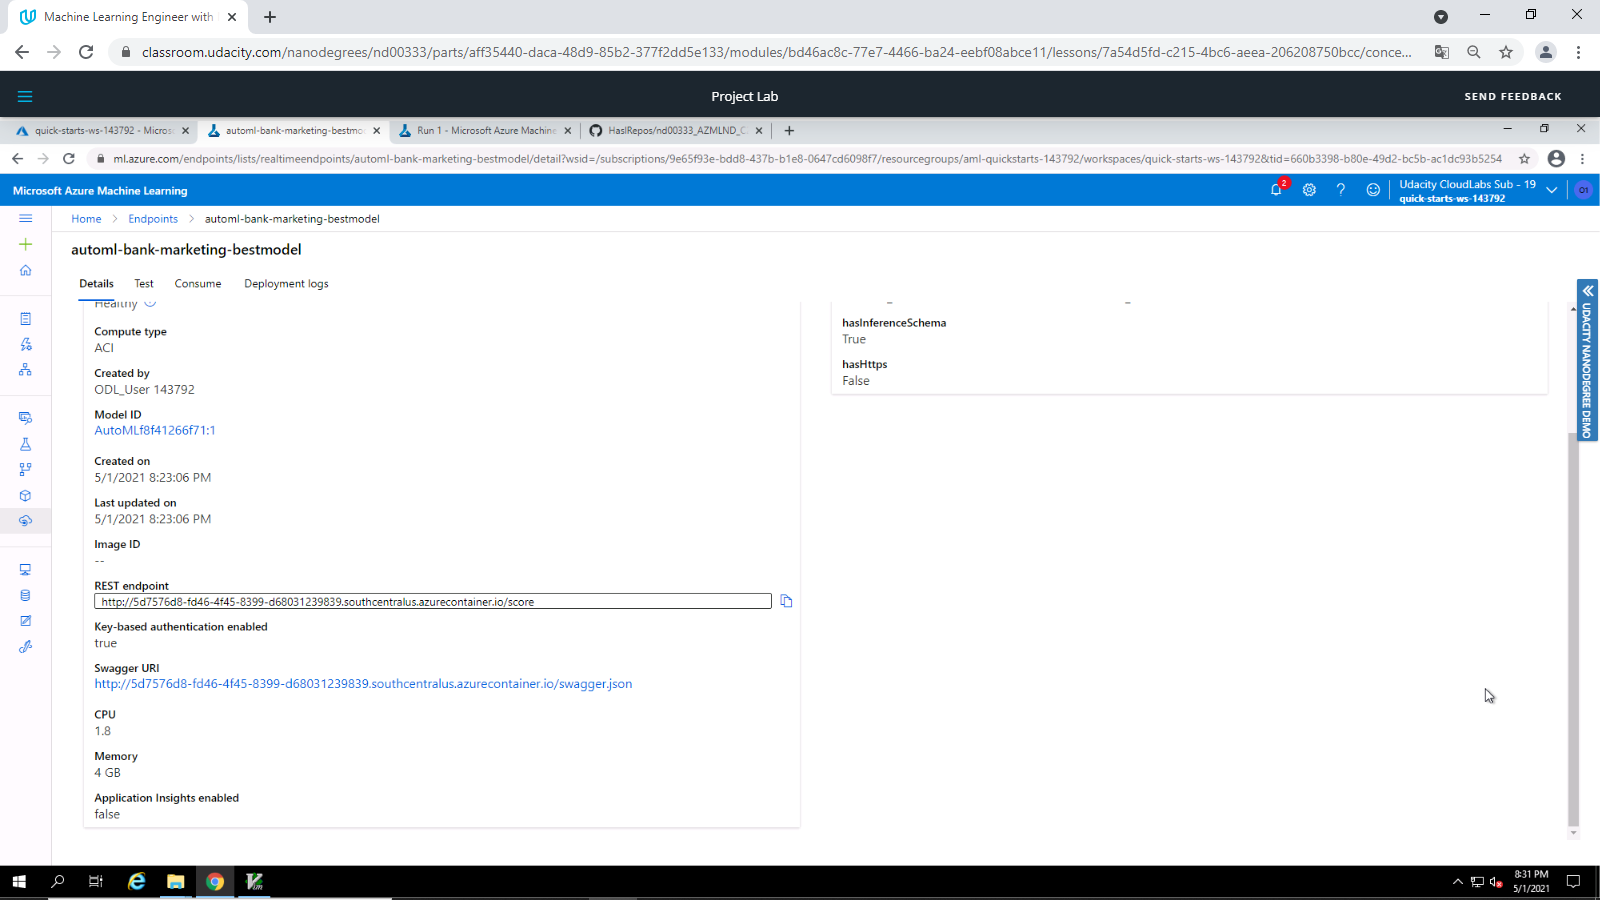 Machine Learning Engineer with
classroom.udacity.com/nanodegrees/nd00333/parts/aff35440-daca-48d9-85b2-377f2dd5e133/modules/bd46ac8c-77e7-4466-ba24-eebf08abce11/lessons/7a54d5fd-c215-4bc6-aeea-206208750bcc/conce...
Project Lab
SEND FEEDBACK
quick-starts-ws-143792 - Micros
automl-bank-marketing-bestmo
Run 1 - Microsoft Azure Machine
HaslRepos/nd00333_AZMLND_C
ml.azure.com/endpoints/lists/realtimeendpoints/automl-bank-marketing-bestmodel/detail?wsid=/subscriptions/9e65f93e-bdd8-437b-b1e8-0647cd6098f7/resourcegroups/aml-quickstarts-143792/workspaces/quick-starts-ws-143792&tid=660b3398-b80e-49d2-bc5b-ac1dc93b5254
Microsoft Azure Machine Learning
2
Udacity CloudLabs Sub - 19
quick-starts-ws-143792
O1
Home
Endpoints
automl-bank-marketing-bestmodel
automl-bank-marketing-bestmodel
Details
Test
Consume
Deployment logs
Healthy
Compute type
ACI
Created by
ODL_User 143792
Model ID
AutoMLf8f41266f71:1
Created on
5/1/2021 8:23:06 PM
Last updated on
5/1/2021 8:23:06 PM
Image ID
--
REST endpoint
http://5d7576d8-fd46-4f45-8399-d68031239839.southcentralus.azurecontainer.io/score
Key-based authentication enabled
true
Swagger URI
http://5d7576d8-fd46-4f45-8399-d68031239839.southcentralus.azurecontainer.io/swagger.json
CPU
1.8
Memory
4 GB
Application Insights enabled
false
hasInferenceSchema
True
hasHttps
False
UDACITY NANODEGREE DEMO
8:31 PM
5/1/2021